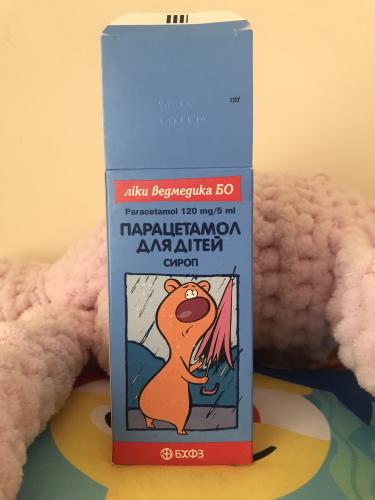 ліки ведмедика БО
Paracetamol 120 mg/5 ml
ПАРАЦЕТАМОЛ
ДЛЯ ДІТЕЙ
СИРОП
БХФЗ